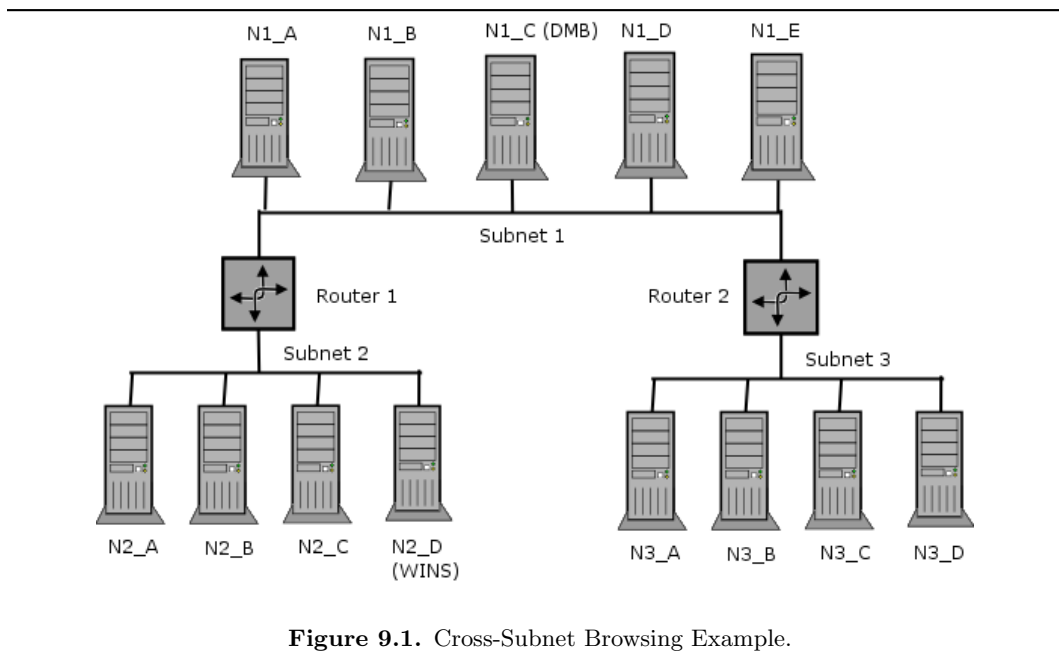 N1_A
N1_B
N1_C (DMB)
N1_D
N1_E
Subnet 1
Router 1
Router 2
Subnet 2
Subnet 3
N2_A
N2_B
N2_C
N2_D
(WINS)
N3_A
N3_B
N3_C
N3_D
Figure 9.1. Cross-Subnet Browsing Example.